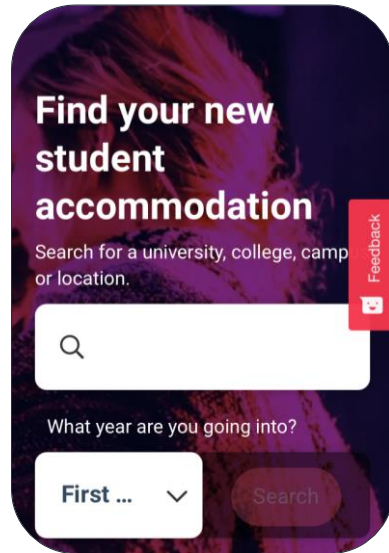 Find your new
student
accommodation
Search for a university, college, camp
or location.
Feedback
What year are you going into?
First ...
Search